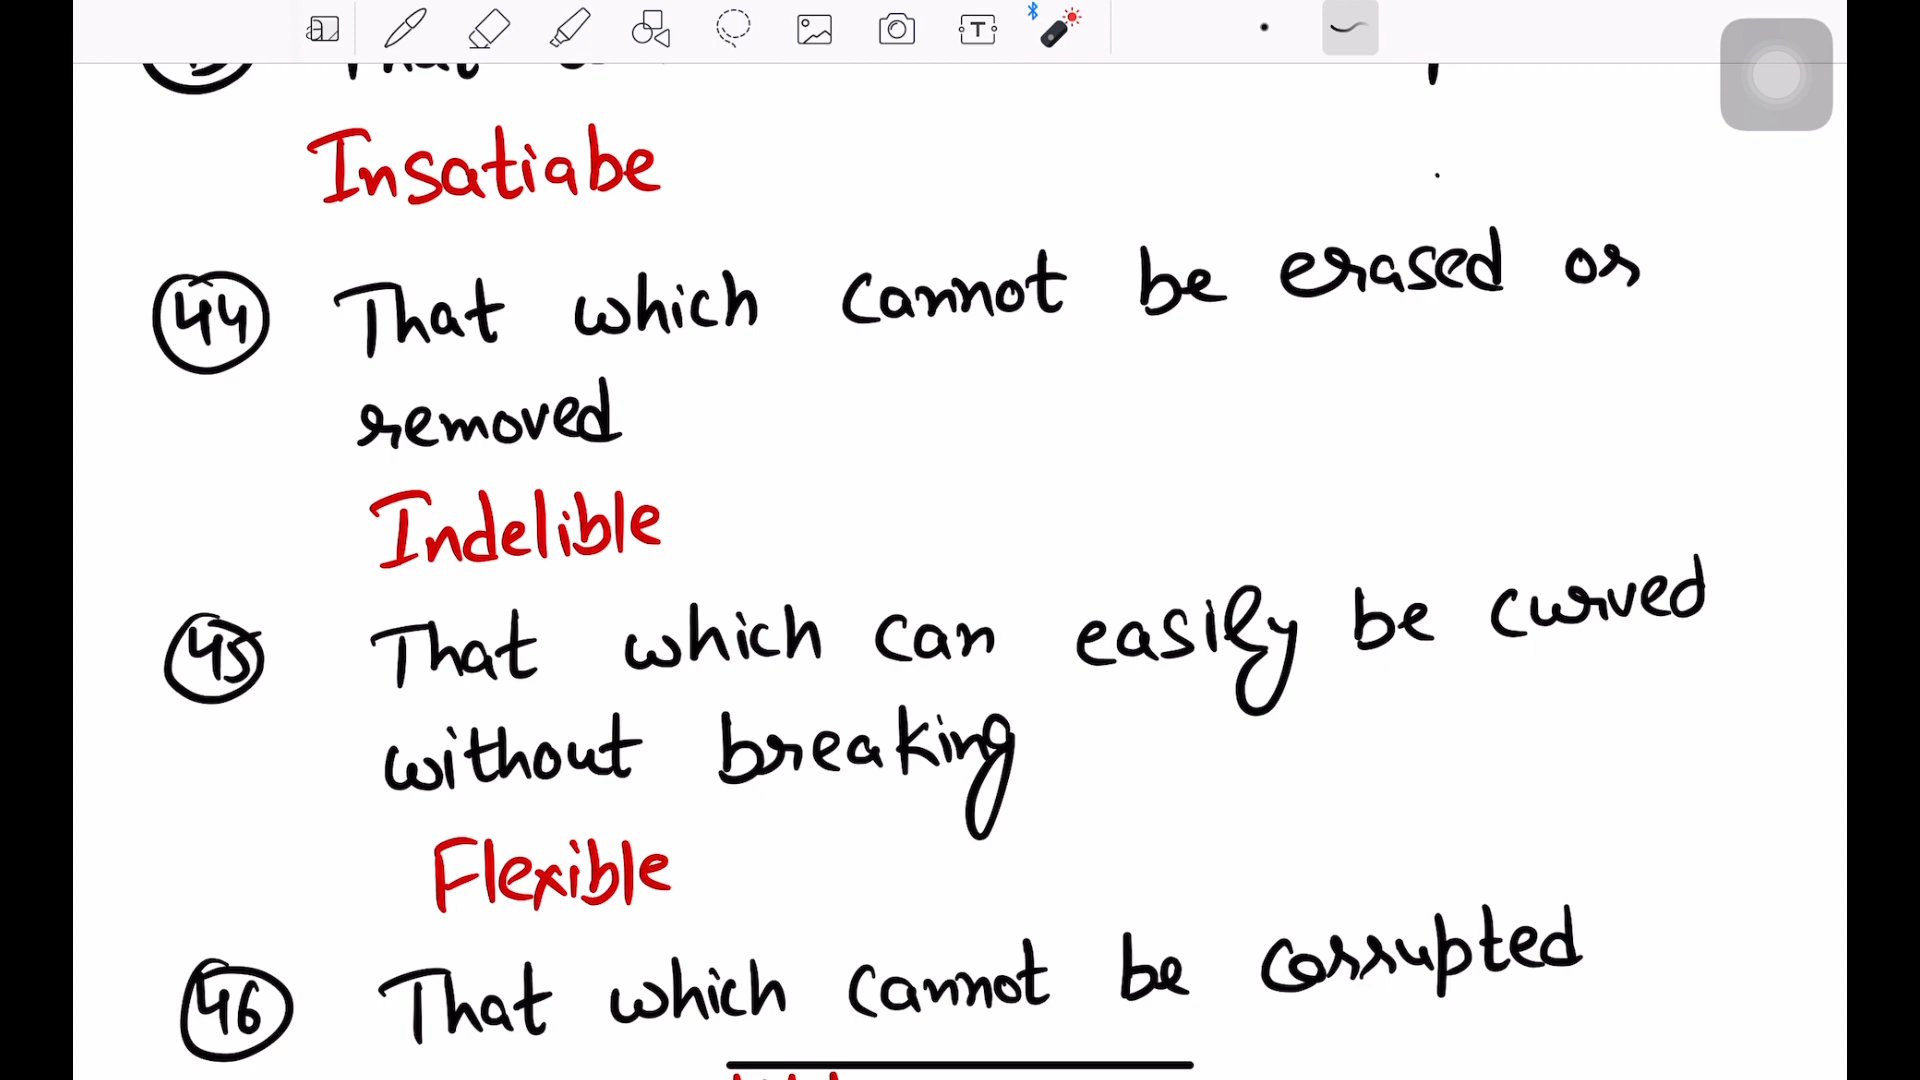 That
Insatiabe
44 That which cannot be erased or
removed
Indelible
45 That which can easily be curved
without breaking
Flexible
46 That which cannot be corrupted